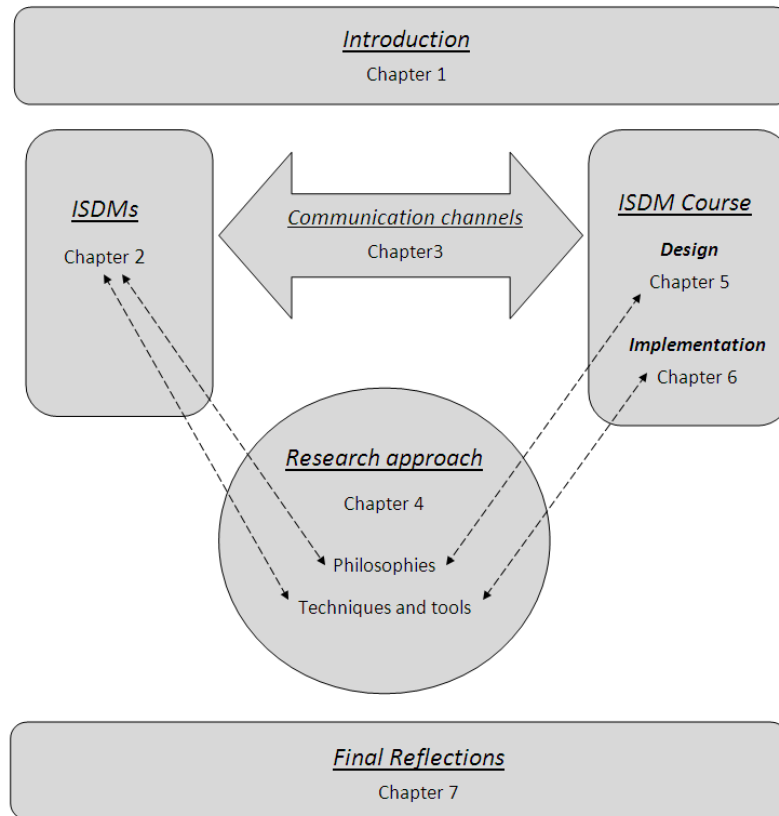 Introduction
Chapter 1
ISDMs
Chapter 2
Communication channels
Chapter3
ISDM Course
Design
Chapter 5
Implementation
Chapter 6
Research approach
Chapter 4
Philosophies
Techniques and tools
Final Reflections
Chapter 7